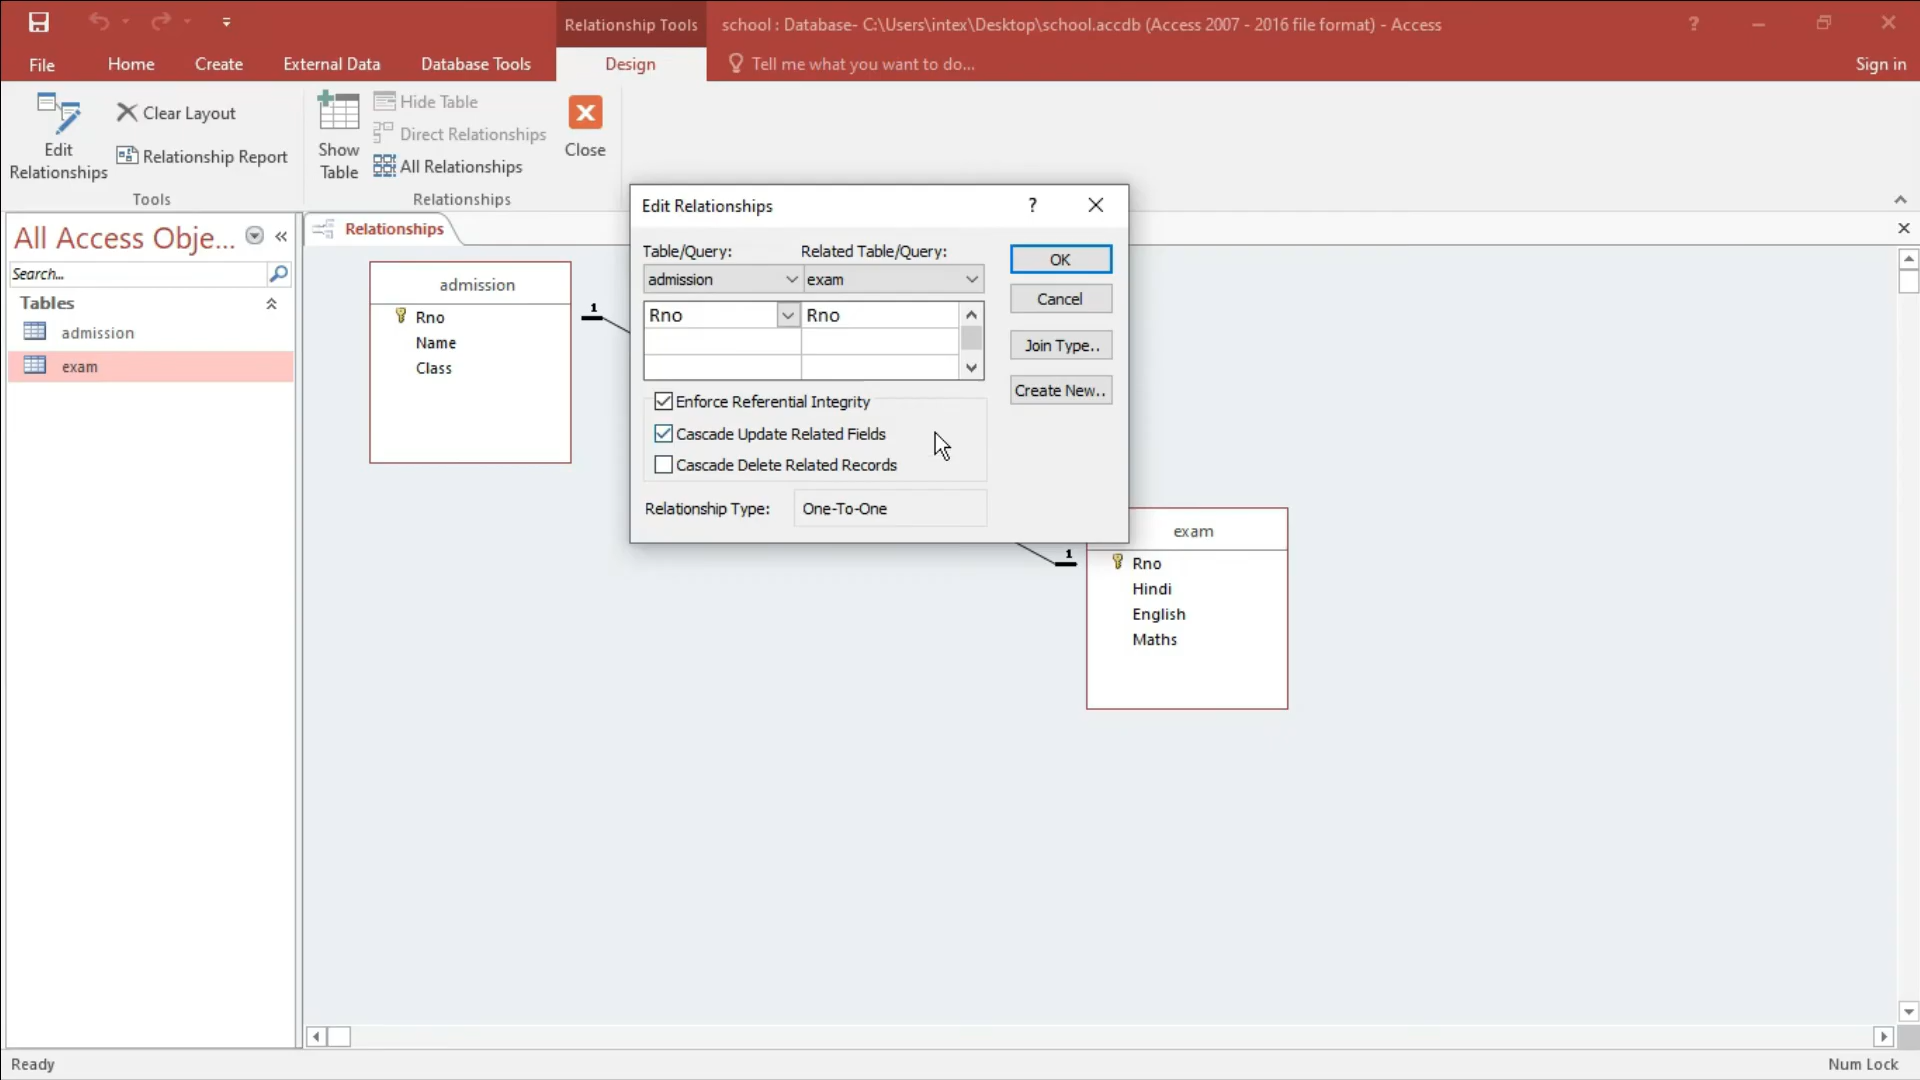 Relationship Tools
school : Database- C:\Users\intex\Desktop\school.accdb (Access 2007 - 2016 file format) - Access
?
File
Home
Create
External Data
Database Tools
Design
Tell me what you want to do...
Sign in
Edit
Relationships
Clear Layout
Relationship Report
Tools
Show
Table
Hide Table
Direct Relationships
All Relationships
Relationships
Close
All Access Obje...
Search...
Tables
admission
exam
Relationships
admission
Rno
Name
Class
1
Edit Relationships
?
Table/Query:
Related Table/Query:
admission
exam
Rno
Rno
Enforce Referential Integrity
Cascade Update Related Fields
Cascade Delete Related Records
Relationship Type:
One-To-One
OK
Cancel
Join Type..
Create New..
1
exam
Rno
Hindi
English
Maths
Ready
Num Lock